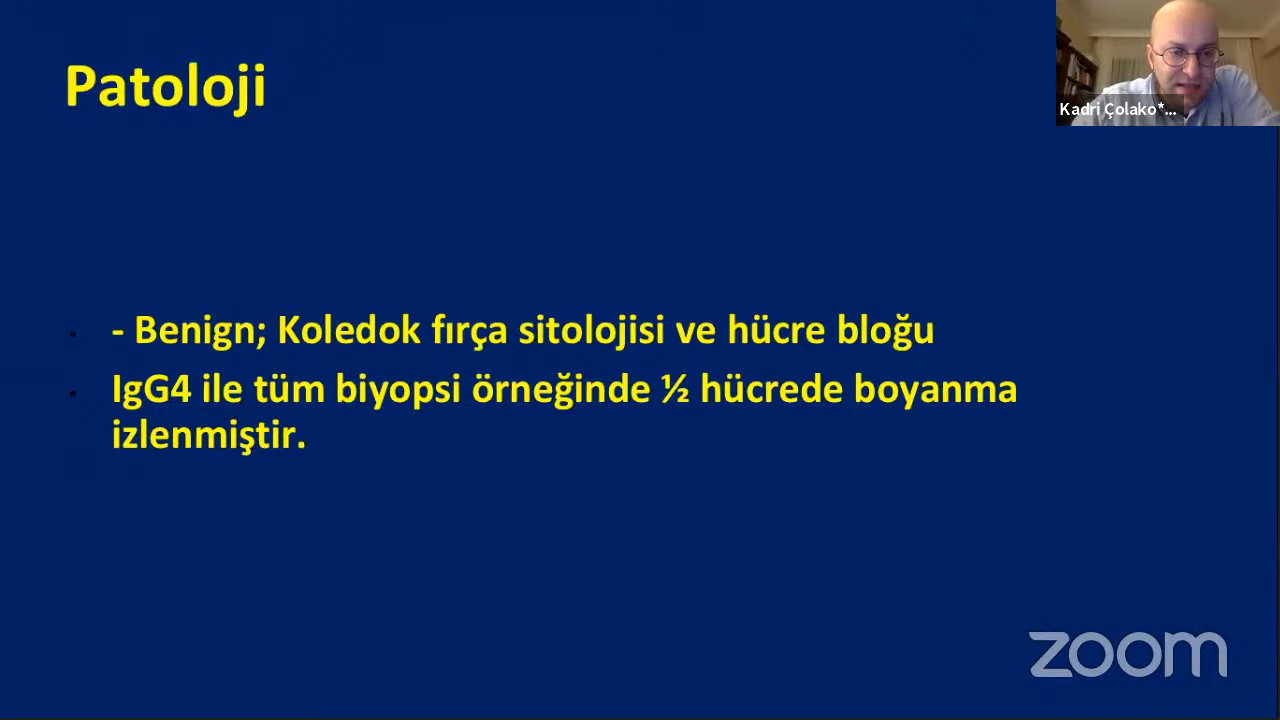 Patoloji
Kadri Çolako*...
- Benign; Koledok fırça sitolojisi ve hücre bloğu
IgG4 ile tüm biyopsi örneğinde ½ hücrede boyanma
izlenmiştir.
zoom